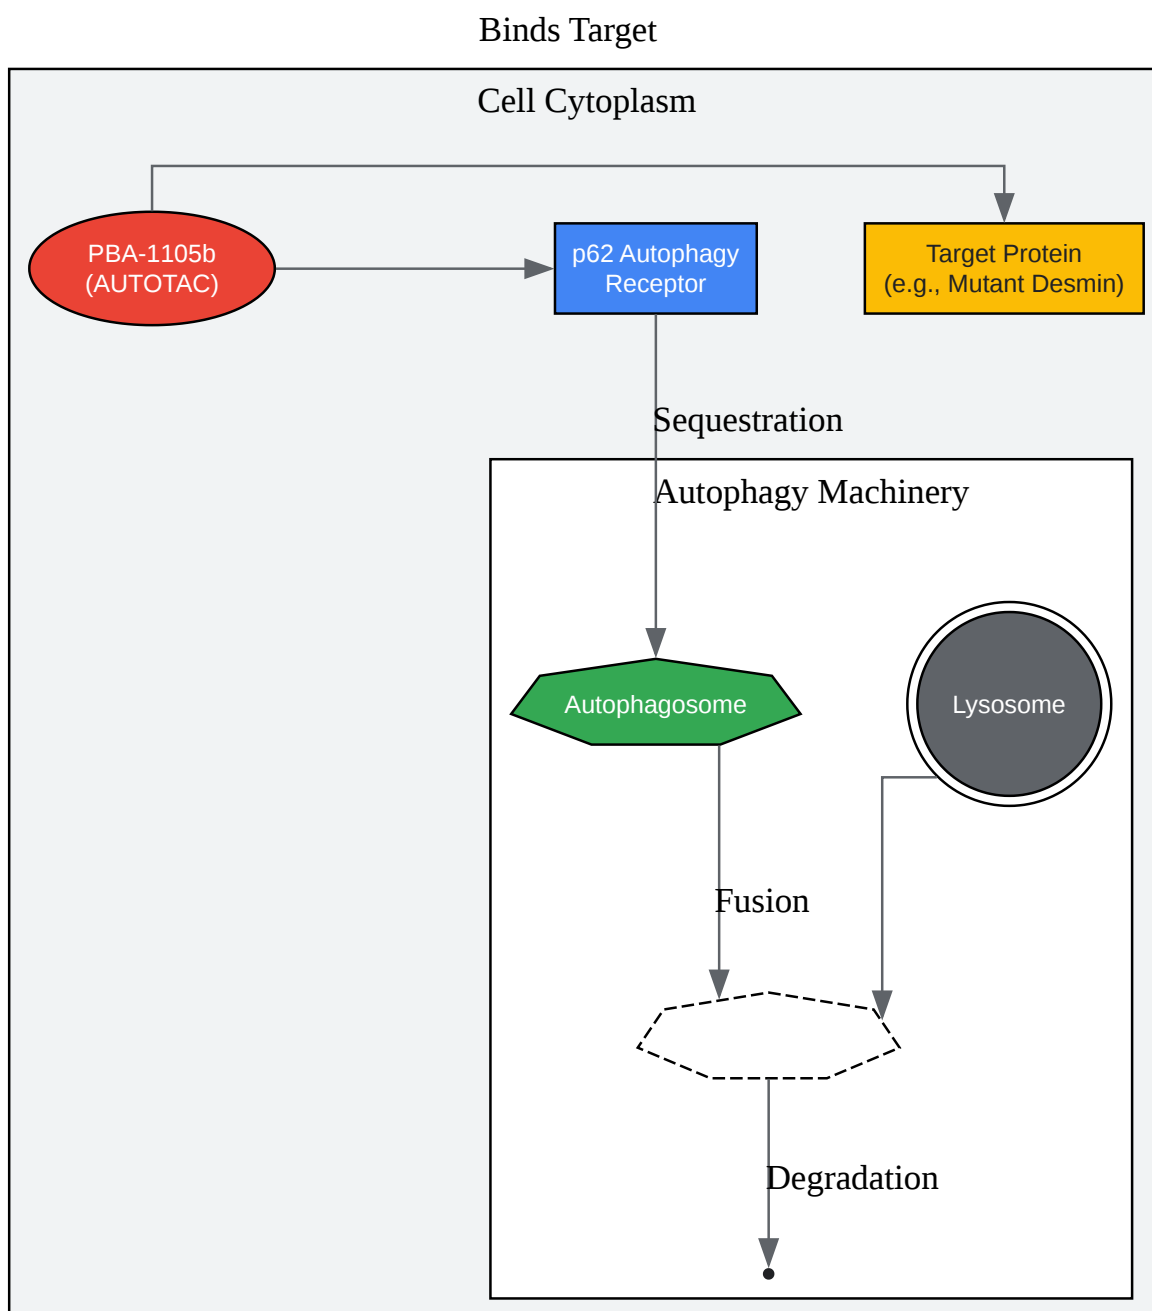 Binds Target
Cell Cytoplasm
PBA-1105b
(AUTOTAC)
p62 Autophagy
Receptor
Target Protein
(e.g., Mutant Desmin)
Sequestration
Autophagy Machinery
Autophagosome
Lysosome
Fusion
Degradation